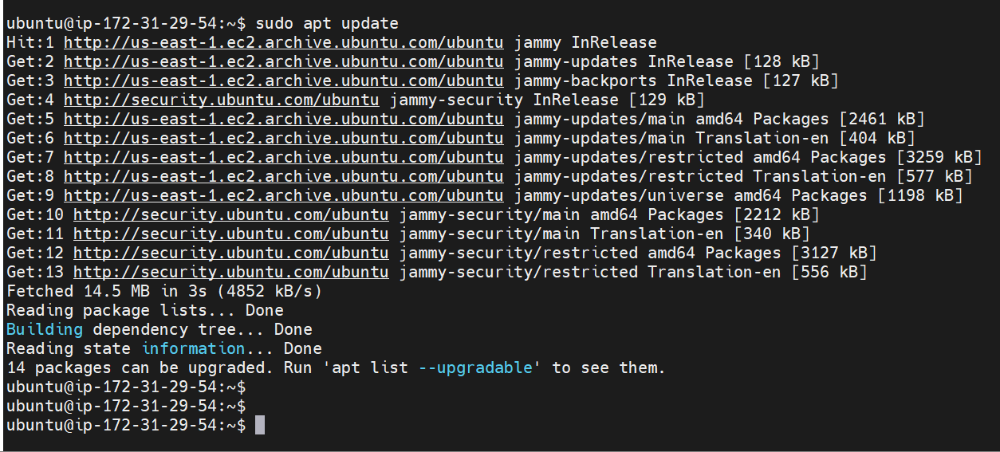 ubuntu@ip-172-31-29-54:~$ sudo apt update
Hit:1 http://us-east-1.ec2.archive.ubuntu.com/ubuntu jammy InRelease
Get:2 http://us-east-1.ec2.archive.ubuntu.com/ubuntu jammy-updates InRelease [128 kB]
Get:3 http://us-east-1.ec2.archive.ubuntu.com/ubuntu jammy-backports InRelease [127 kB]
Get:4 http://security.ubuntu.com/ubuntu jammy-security InRelease [129 kB]
Get:5 http://us-east-1.ec2.archive.ubuntu.com/ubuntu jammy-updates/main amd64 Packages [2461 kB]
Get:6 http://us-east-1.ec2.archive.ubuntu.com/ubuntu jammy-updates/main Translation-en [404 kB]
Get:7 http://us-east-1.ec2.archive.ubuntu.com/ubuntu jammy-updates/restricted amd64 Packages [3259 kB]
Get:8 http://us-east-1.ec2.archive.ubuntu.com/ubuntu jammy-updates/restricted Translation-en [577 kB]
Get:9 http://us-east-1.ec2.archive.ubuntu.com/ubuntu jammy-updates/universe amd64 Packages [1198 kB]
Get:10 http://security.ubuntu.com/ubuntu jammy-security/main amd64 Packages [2212 kB]
Get:11 http://security.ubuntu.com/ubuntu jammy-security/main Translation-en [340 kB]
Get:12 http://security.ubuntu.com/ubuntu jammy-security/restricted amd64 Packages [3127 kB]
Get:13 http://security.ubuntu.com/ubuntu jammy-security/restricted Translation-en [556 kB]
Fetched 14.5 MB in 3s (4852 kB/s)
Reading package lists... Done
Building dependency tree... Done
Reading state information... Done
14 packages can be upgraded. Run 'apt list --upgradable' to see them.
ubuntu@ip-172-31-29-54:~$
ubuntu@ip-172-31-29-54:~$
ubuntu@ip-172-31-29-54:~$